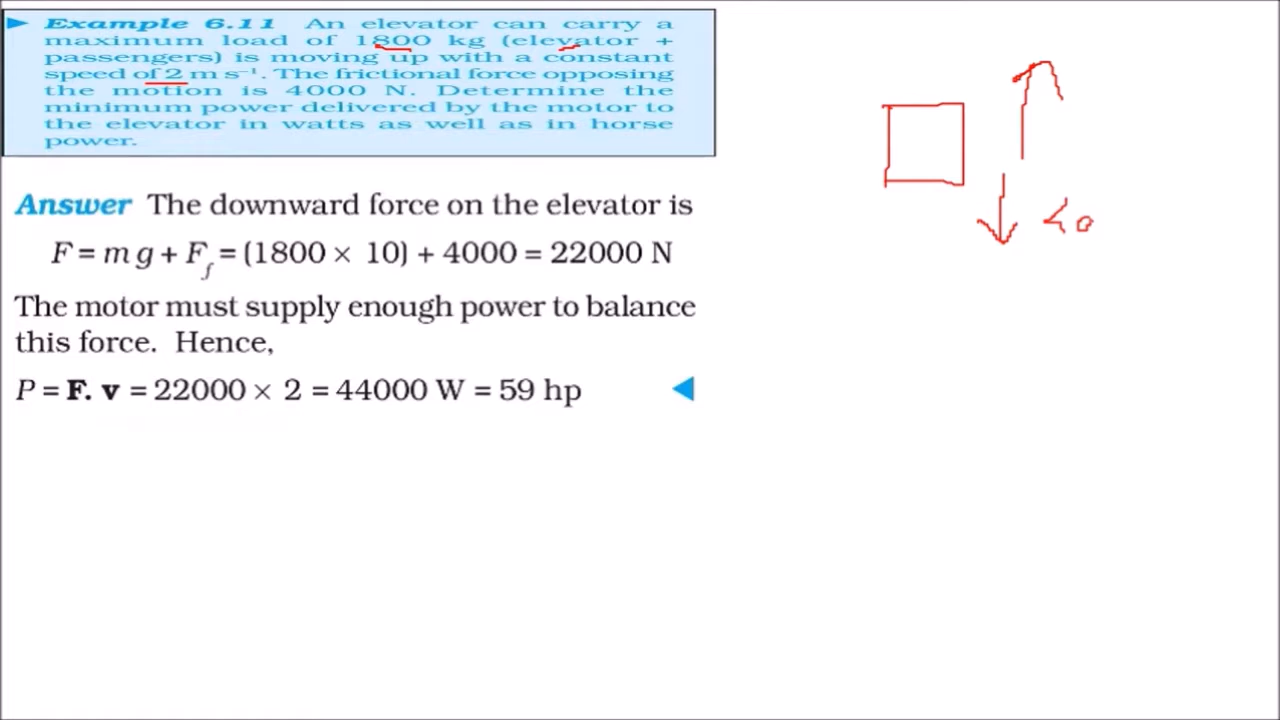 Example 6.11 An elevator can carry a
maximum load of 1800 kg (elevator +
passengers) is moving up with a constant
speed of 2 m s⁻¹. The frictional force opposing
the motion is 4000 N. Determine the
minimum power delivered by the motor to
the elevator in watts as well as in horse
power.
Answer The downward force on the elevator is
F = m g + F_f = (1800 × 10) + 4000 = 22000 N
The motor must supply enough power to balance
this force. Hence,
P = F. v = 22000 × 2 = 44000 W = 59 hp